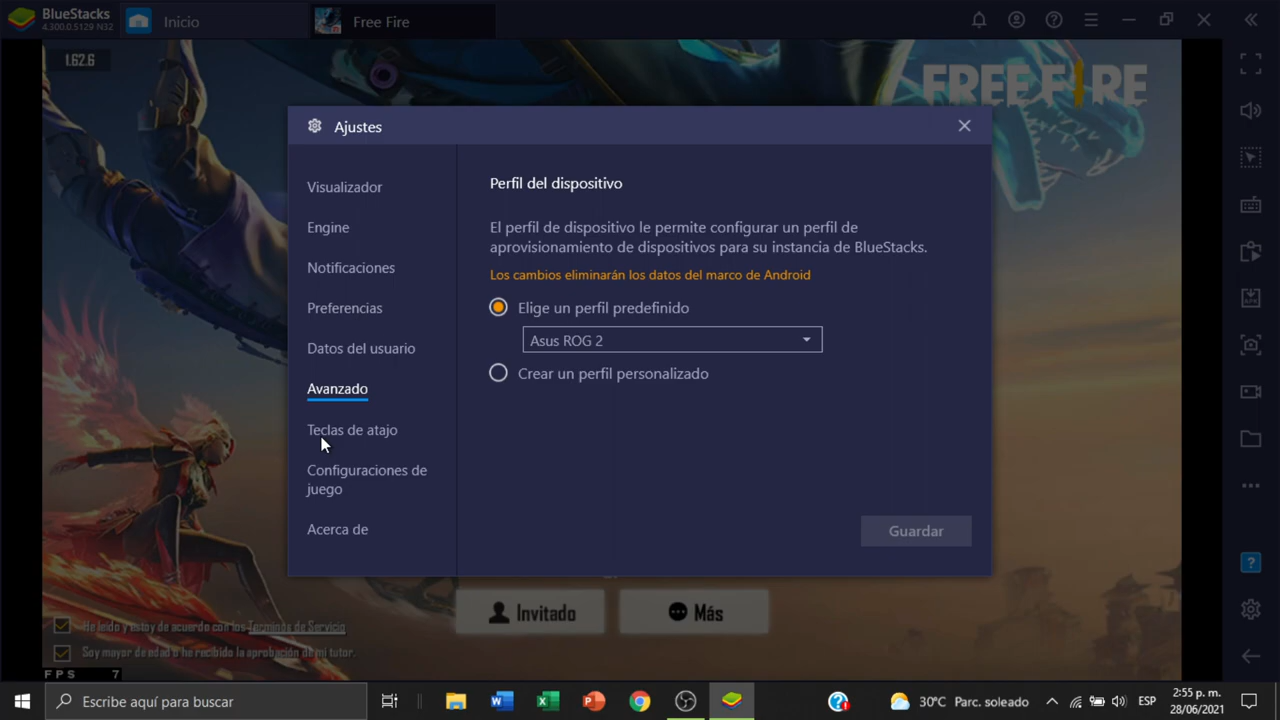 BlueStacks
4.300.0.5129 N32
Inicio
Free Fire
1.62.6
FREE FIRE
Ajustes
Visualizador
Engine
Notificaciones
Preferencias
Datos del usuario
Avanzado
Teclas de atajo
Configuraciones de
juego
Acerca de
Perfil del dispositivo
El perfil de dispositivo le permite configurar un perfil de
aprovisionamiento de dispositivos para su instancia de BlueStacks.
Los cambios eliminarán los datos del marco de Android
Elige un perfil predefinido
Asus ROG 2
Crear un perfil personalizado
Guardar
Invitado
Más
He leído y estoy de acuerdo con los Terminos de Servicio
Soy mayor de edad o he recibido la aprobación de mi tutor.
FPS 7
Escribe aquí para buscar
30°C Parc. soleado
ESP
2:55 p. m.
28/06/2021